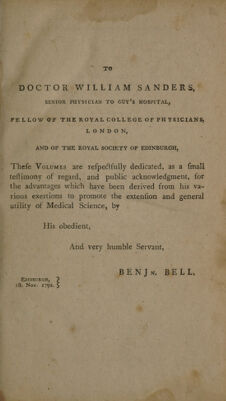 TO
DOCTOR WILLIAM SANDERS,
SENIOR PHYSICIAN TO GUY'S HOSPITAL,
FELLOW OF THE ROYAL COLLEGE OF PHYSICIANS,
LONDON,
AND OF THE ROYAL SOCIETY OF EDINBURGH,
Theſe VOLUMES are reſpectfully dedicated, as a ſmall
teſtimony of regard, and public acknowledgment, for
the advantages which have been derived from his va-
rious exertions to promote the extenſion and general
utility of Medical Science, by
His obedient,
And very humble Servant,
BENJN. BELL.
EDINBURGH,
18. Nov. 1791.